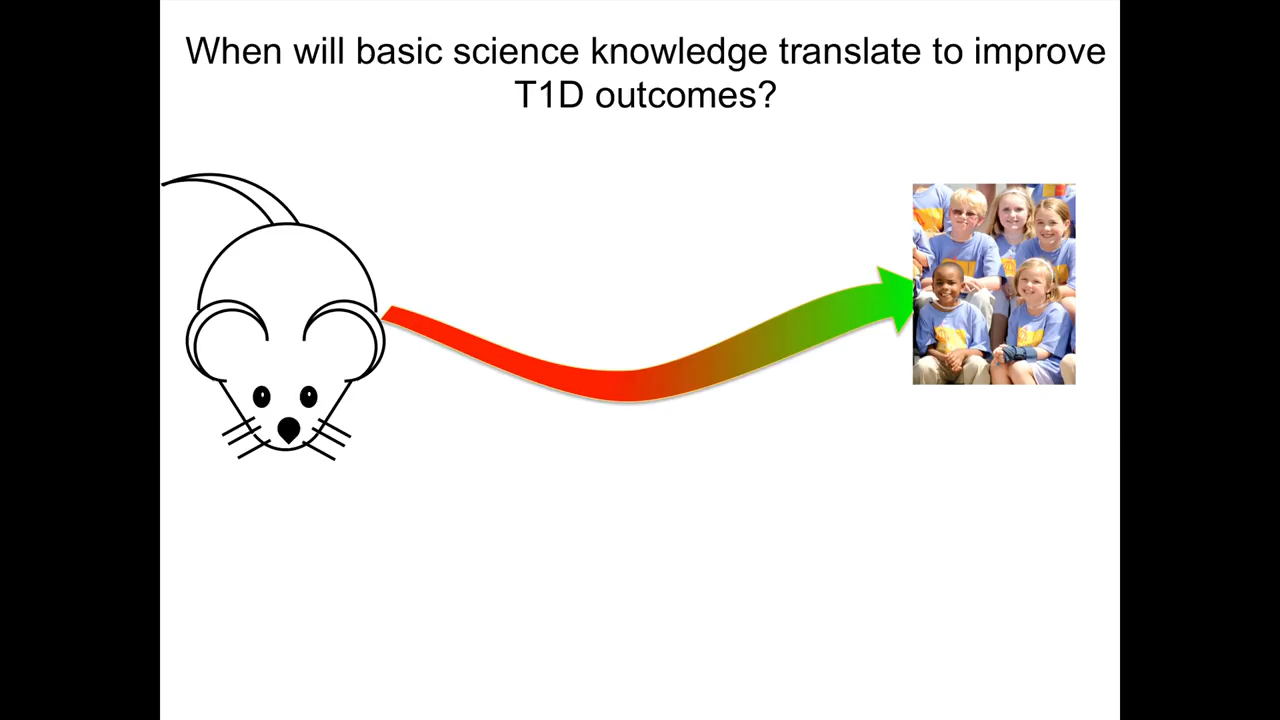 When will basic science knowledge translate to improve
T1D outcomes?